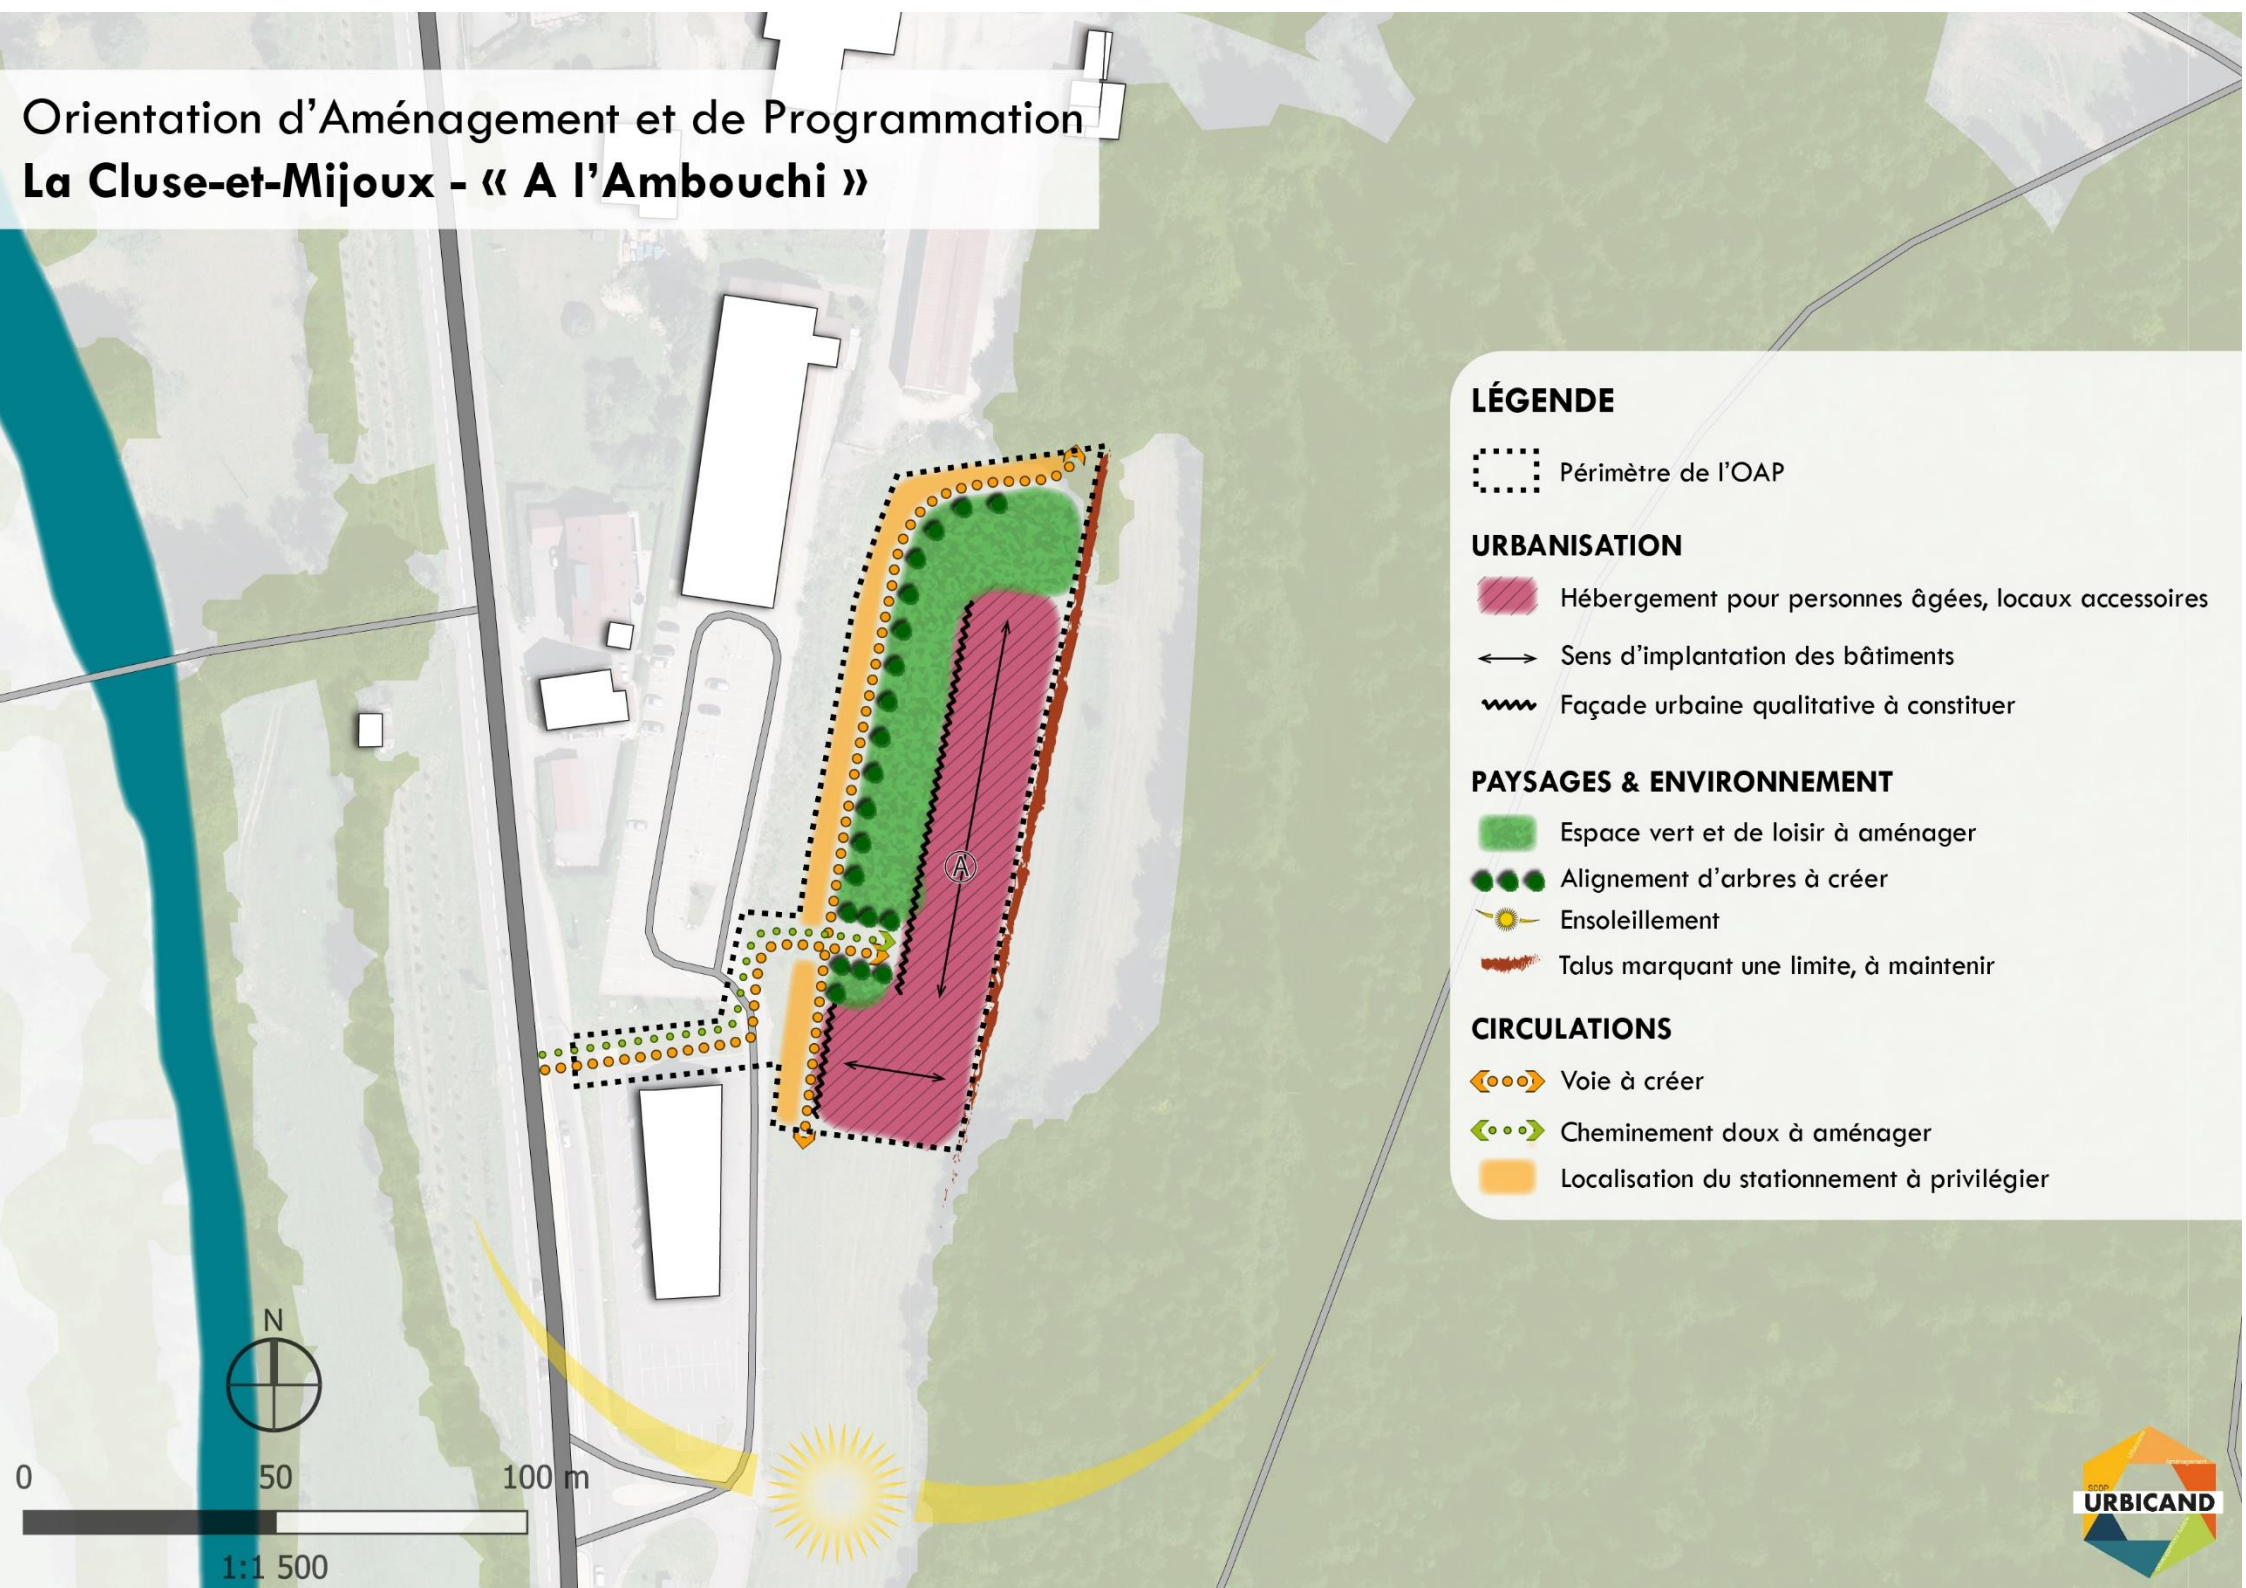 Orientation d'Aménagement et de Programmation
La Cluse-et-Mijoux - « A l'Ambouchi »
LÉGENDE
Périmètre de l'OAP
URBANISATION
Hébergement pour personnes âgées, locaux accessoires
Sens d'implantation des bâtiments
Façade urbaine qualitative à constituer
PAYSAGES & ENVIRONNEMENT
Espace vert et de loisir à aménager
Alignement d'arbres à créer
Ensoleillement
Talus marquant une limite, à maintenir
CIRCULATIONS
Voie à créer
Cheminement doux à aménager
Localisation du stationnement à privilégier
A
N
0 50 100 m
1:1 500
SCOP
URBICAND